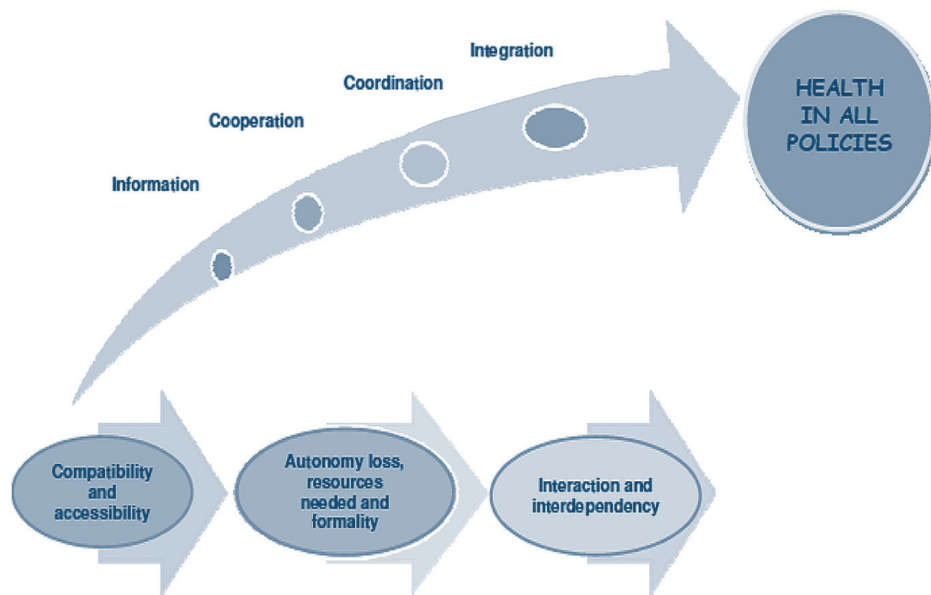 Integration
Coordination
Cooperation
Information
HEALTH
IN ALL
POLICIES
Compatibility
and
accessibility
Autonomy loss,
resources
needed and
formality
Interaction and
interdependency